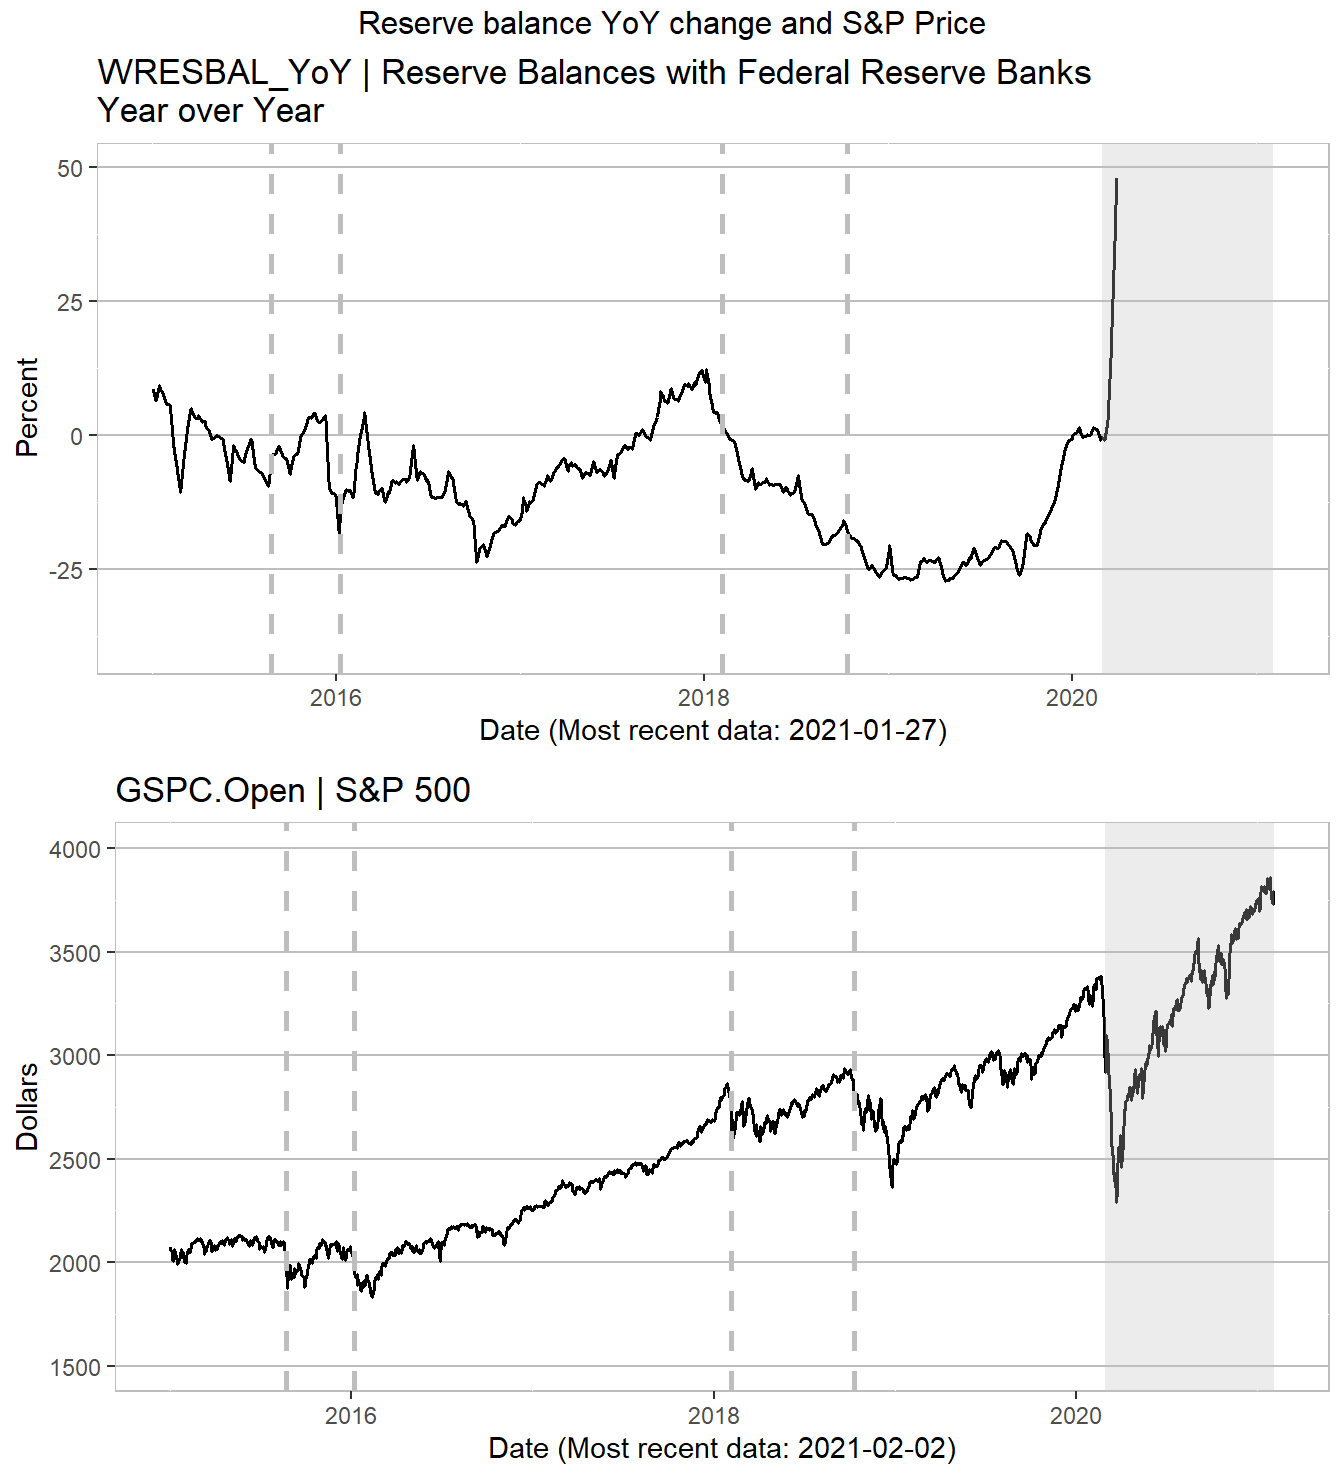 Reserve balance YoY change and S&P Price
WRESBAL_YoY | Reserve Balances with Federal Reserve Banks
Year over Year
50
25
0
-25
Percent
2016
2018
2020
Date (Most recent data: 2021-01-27)
GSPC.Open | S&P 500
4000
3500
3000
2500
2000
1500
Dollars
2016
2018
2020
Date (Most recent data: 2021-02-02)